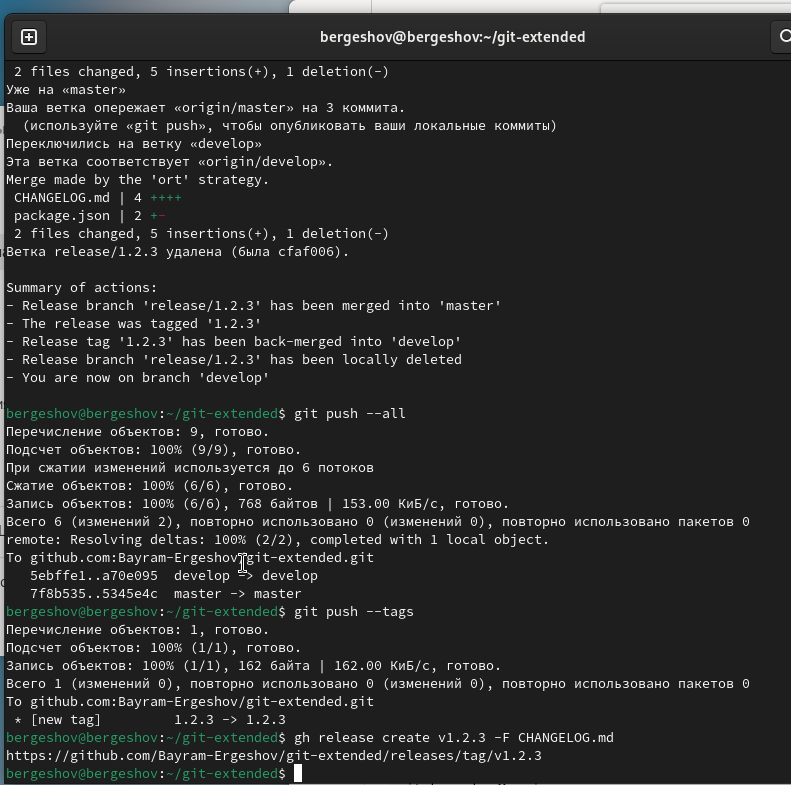 bergeshov@bergeshov:~/git-extended
2 files changed, 5 insertions(+), 1 deletion(-)
Уже на «master»
Ваша ветка опережает «origin/master» на 3 коммита.
(используйте «git push», чтобы опубликовать ваши локальные коммиты)
Переключились на ветку «develop»
Эта ветка соответствует «origin/develop».
Merge made by the 'ort' strategy.
CHANGELOG.md | 4 ++++
package.json | 2 +-
2 files changed, 5 insertions(+), 1 deletion(-)
Ветка release/1.2.3 удалена (была cfaf006).
Summary of actions:
- Release branch 'release/1.2.3' has been merged into 'master'
- The release was tagged '1.2.3'
- Release tag '1.2.3' has been back-merged into 'develop'
- Release branch 'release/1.2.3' has been locally deleted
- You are now on branch 'develop'
bergeshov@bergeshov:~/git-extended$ git push --all
Перечисление объектов: 9, готово.
Подсчет объектов: 100% (9/9), готово.
При сжатии изменений используется до 6 потоков
Сжатие объектов: 100% (6/6), готово.
Запись объектов: 100% (6/6), 768 байтов | 153.00 КиБ/с, готово.
Всего 6 (изменений 2), повторно использовано 0 (изменений 0), повторно использовано пакетов 0
remote: Resolving deltas: 100% (2/2), completed with 1 local object.
To github.com:Bayram-Ergeshov/git-extended.git
5ebffe1..a70e095  develop -> develop
7f8b535..5345e4c  master -> master
bergeshov@bergeshov:~/git-extended$ git push --tags
Перечисление объектов: 1, готово.
Подсчет объектов: 100% (1/1), готово.
Запись объектов: 100% (1/1), 162 байта | 162.00 КиБ/с, готово.
Всего 1 (изменений 0), повторно использовано 0 (изменений 0), повторно использовано пакетов 0
To github.com:Bayram-Ergeshov/git-extended.git
* [new tag]         1.2.3 -> 1.2.3
bergeshov@bergeshov:~/git-extended$ gh release create v1.2.3 -F CHANGELOG.md
https://github.com/Bayram-Ergeshov/git-extended/releases/tag/v1.2.3
bergeshov@bergeshov:~/git-extended$